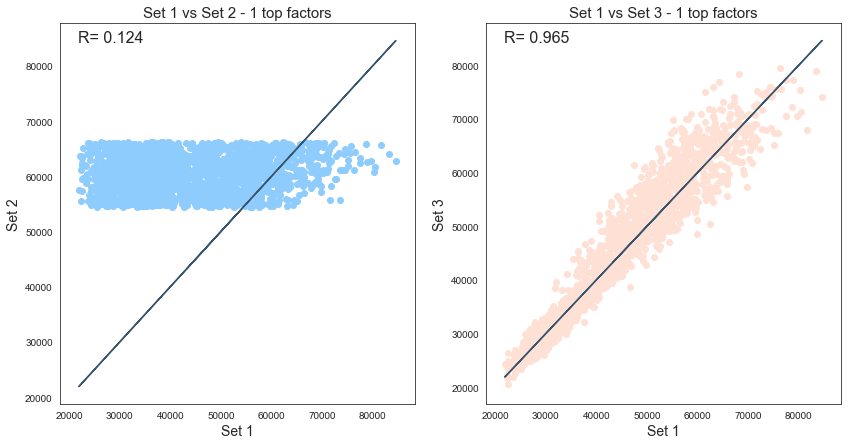 Set 1 vs Set 2 - 1 top factors
R= 0.124
80000
70000
60000
50000
40000
30000
20000
Set 2
20000 30000 40000 50000 60000 70000 80000
Set 1
Set 1 vs Set 3 - 1 top factors
R= 0.965
80000
70000
60000
50000
40000
30000
20000
Set 3
20000 30000 40000 50000 60000 70000 80000
Set 1